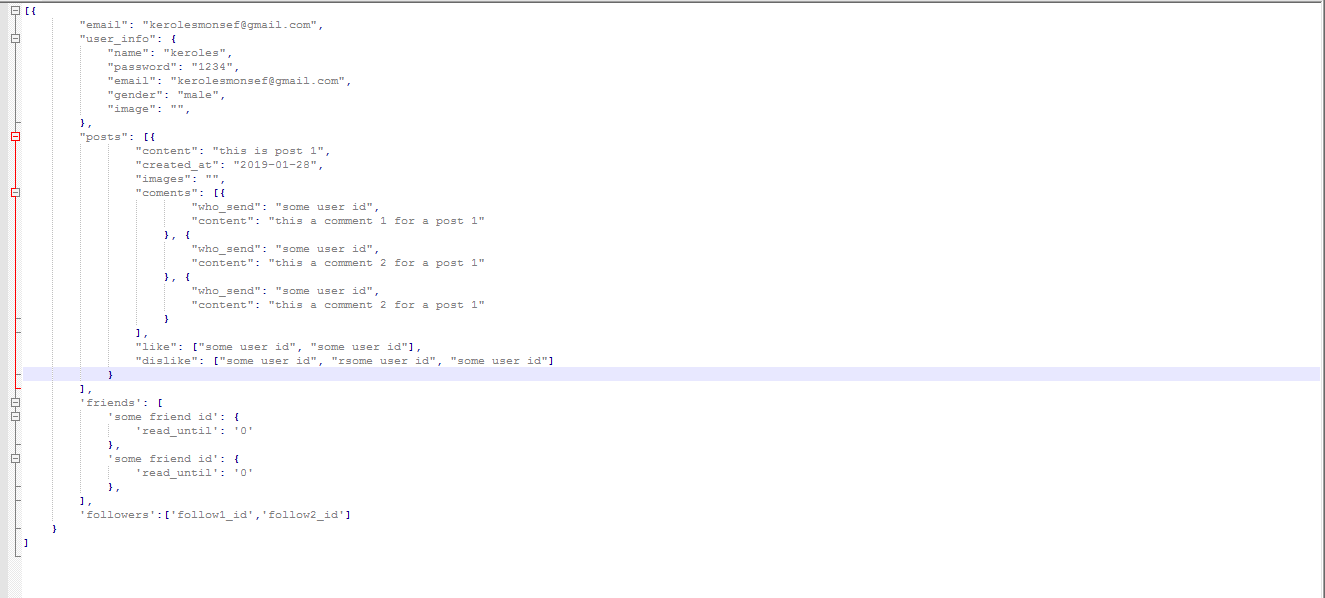 [{
"email": "kerolesmonsef@gmail.com",
"user_info": {
"name": "keroles",
"password": "1234",
"email": "kerolesmonsef@gmail.com",
"gender": "male",
"image": "",
},
"posts": [{
"content": "this is post 1",
"created_at": "2019-01-28",
"images": "",
"coments": [{
"who_send": "some user id",
"content": "this a comment 1 for a post 1"
}, {
"who_send": "some user id",
"content": "this a comment 2 for a post 1"
}, {
"who_send": "some user id",
"content": "this a comment 2 for a post 1"
}
],
"like": ["some user id", "some user id"],
"dislike": ["some user id", "rsome user id", "some user id"]
}
],
'friends': [
'some friend id': {
'read_until': '0'
},
'some friend id': {
'read_until': '0'
},
],
'followers':['follow1_id','follow2_id']
}
]